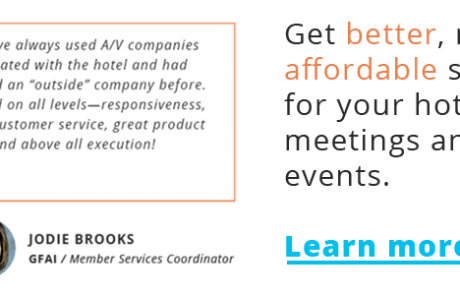 ve always used A/V companies
ated with the hotel and had
d an “outside” company before.
d on all levels—responsiveness,
ustomer service, great product
nd above all execution!
JODIE BROOKS
GFAI / Member Services Coordinator
Get better,
affordable s
for your hot
meetings an
events.
Learn more